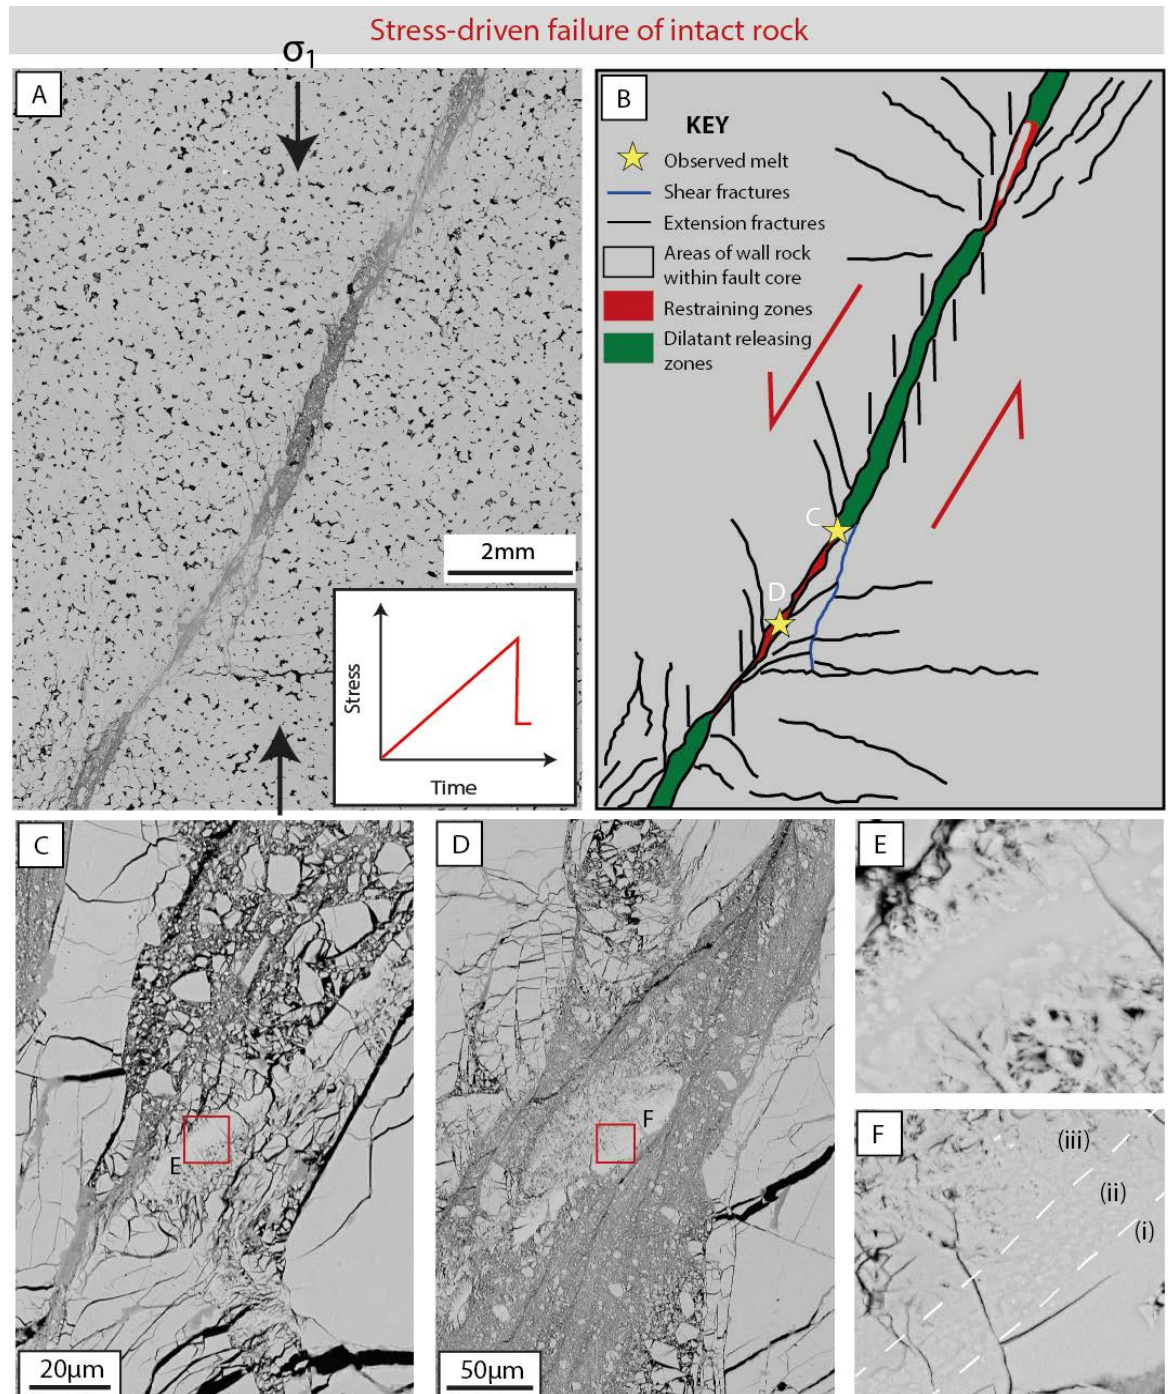 Stress-driven failure of intact rock
σ1
A
2mm
Stress
Time
B
KEY
Observed melt
Shear fractures
Extension fractures
Areas of wall rock
within fault core
Restraining zones
Dilatant releasing
zones
C
D
C
E
20μm
D
F
50μm
E
F
(iii)
(ii)
(i)